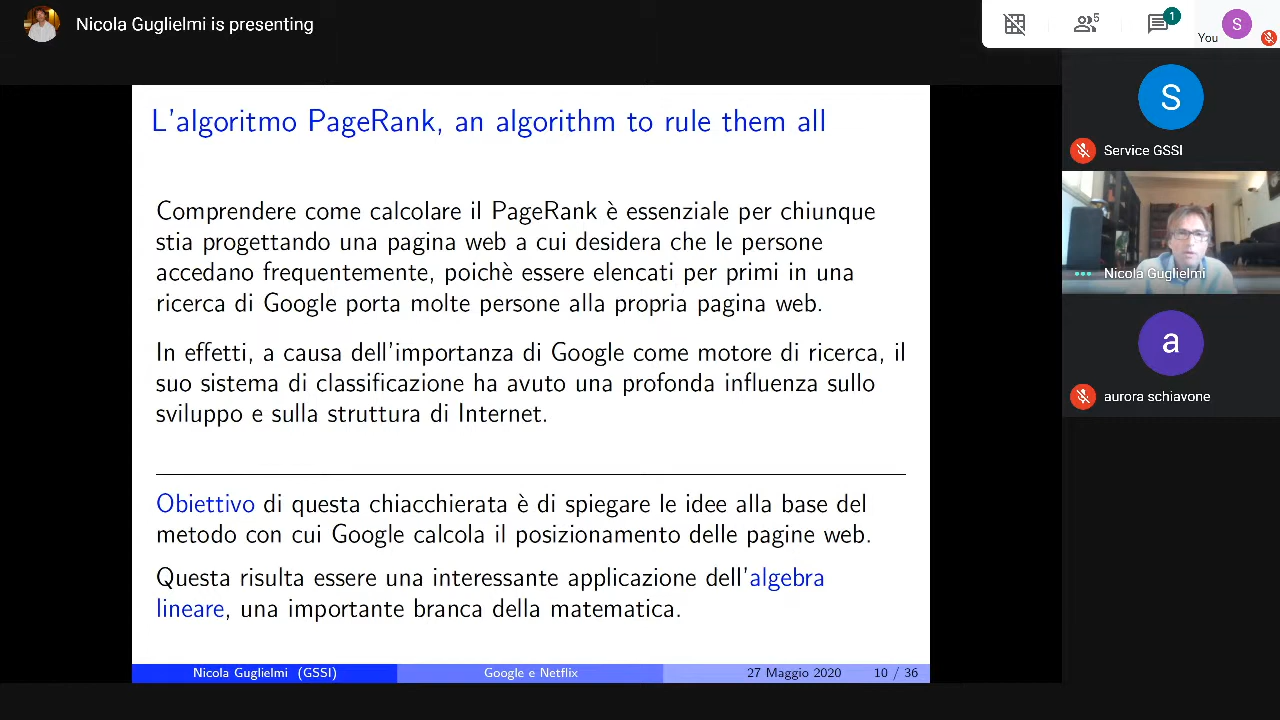 Nicola Guglielmi is presenting
5
1
You
S
L'algoritmo PageRank, an algorithm to rule them all
Comprendere come calcolare il PageRank è essenziale per chiunque
stia progettando una pagina web a cui desidera che le persone
accedano frequentemente, poichè essere elencati per primi in una
ricerca di Google porta molte persone alla propria pagina web.
In effetti, a causa dell'importanza di Google come motore di ricerca, il
suo sistema di classificazione ha avuto una profonda influenza sullo
sviluppo e sulla struttura di Internet.
Obiettivo di questa chiacchierata è di spiegare le idee alla base del
metodo con cui Google calcola il posizionamento delle pagine web.
Questa risulta essere una interessante applicazione dell'algebra
lineare, una importante branca della matematica.
Nicola Guglielmi (GSSI) Google e Netflix 27 Maggio 2020 10 / 36
S
Service GSSI
Nicola Guglielmi
a
aurora schiavone